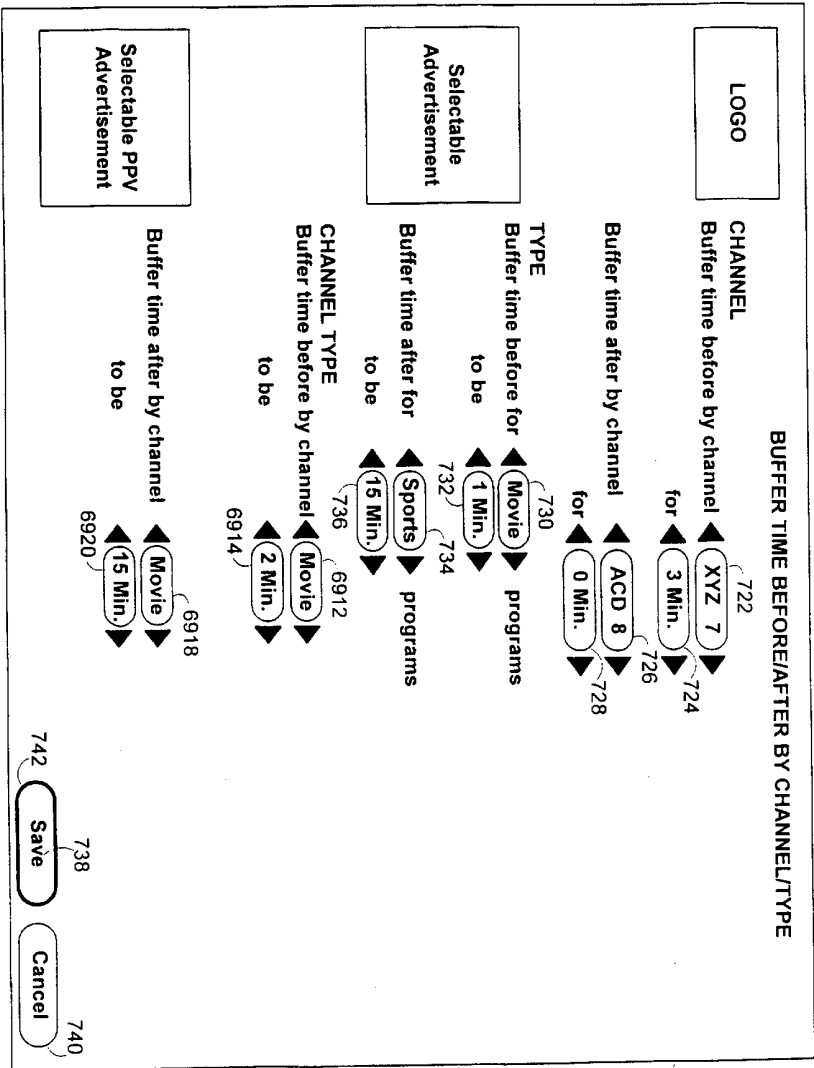 BUFFER TIME BEFORE/AFTER BY CHANNEL/TYPE
LOGO
CHANNEL
Buffer time before by channel XYZ 7
722
for 3 Min.
724
Buffer time after by channel ACD 8
726
for 0 Min.
728
Selectable
Advertisement
TYPE
Buffer time before for Movie programs
730
to be 1 Min.
732
Buffer time after for Sports programs
734
to be 15 Min.
736
CHANNEL TYPE
Buffer time before by channel Movie
6912
to be 2 Min.
6914
Selectable PPV
Advertisement
Buffer time after by channel Movie
6918
to be 15 Min.
6920
742 Save 738
Cancel 740